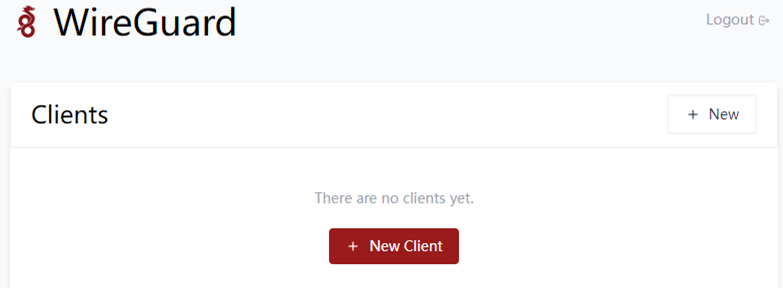 WireGuard
Logout
Clients
+ New
There are no clients yet.
+ New Client